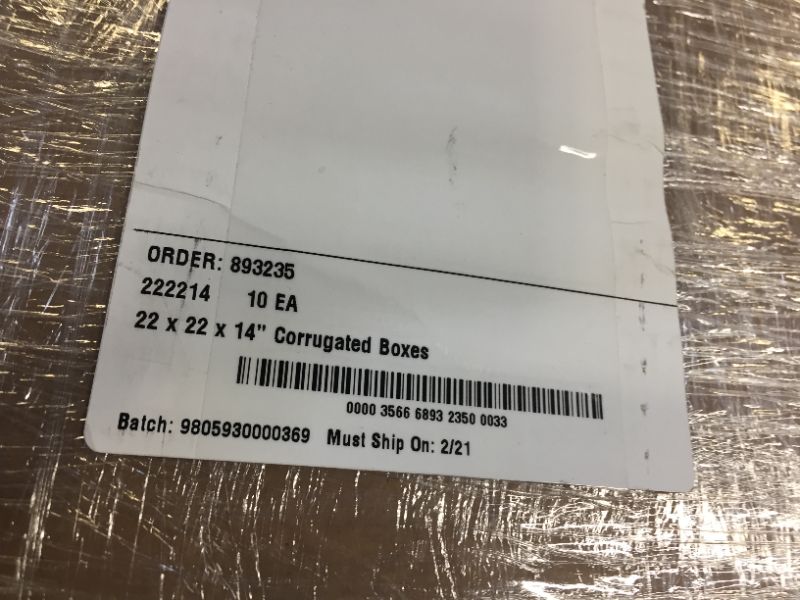 ORDER: 893235
222214 10 EA
22 x 22 x 14" Corrugated Boxes
0000 3566 6893 2350 0033
Batch: 9805930000369 Must Ship On: 2/21